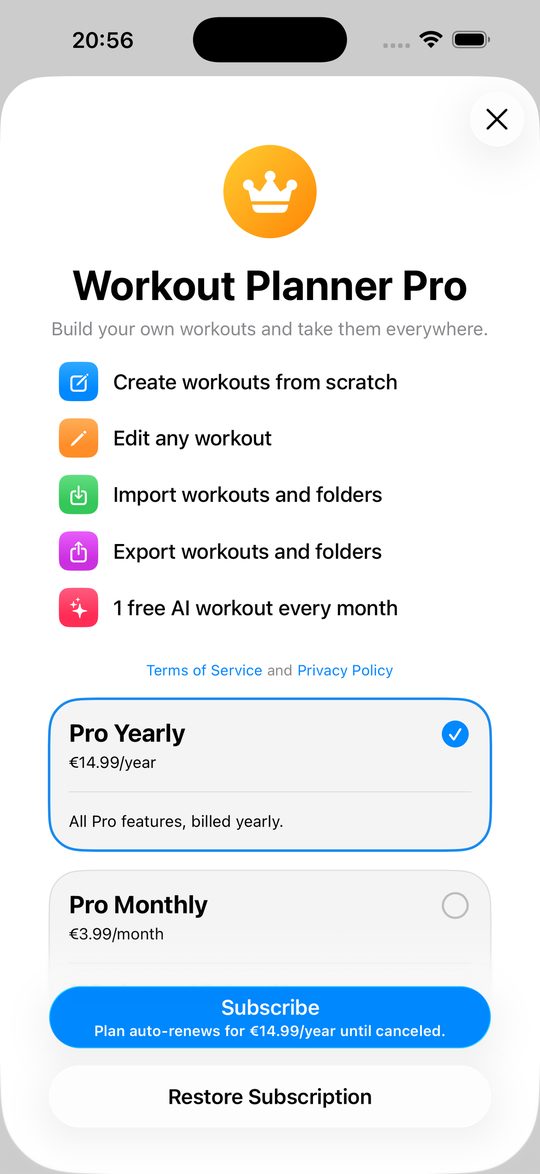 20:56
Workout Planner Pro
Build your own workouts and take them everywhere.
Create workouts from scratch
Edit any workout
Import workouts and folders
Export workouts and folders
1 free AI workout every month
Terms of Service and Privacy Policy
Pro Yearly
€14.99/year
All Pro features, billed yearly.
Pro Monthly
€3.99/month
Subscribe
Plan auto-renews for €14.99/year until canceled.
Restore Subscription